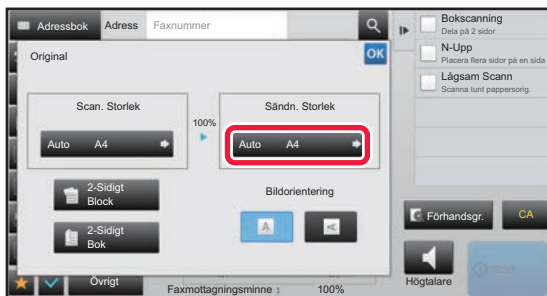 Adressbok
Adress
Faxnummer
Original
OK
Scan. Storlek
100%
Sändn. Storlek
Auto A4
Auto A4
2-Sidigt
Block
2-Sidigt
Bok
Bildorientering
A
A
Övrigt
Faxmottagningsminne :
100%
Bokscanning
Dela på 2 sidor
N-Upp
Placera flera sidor på en sida
Lågsam Scann
Scanna tunt pappersorig.
Förhandsgr.
CA
Högtalare
Start